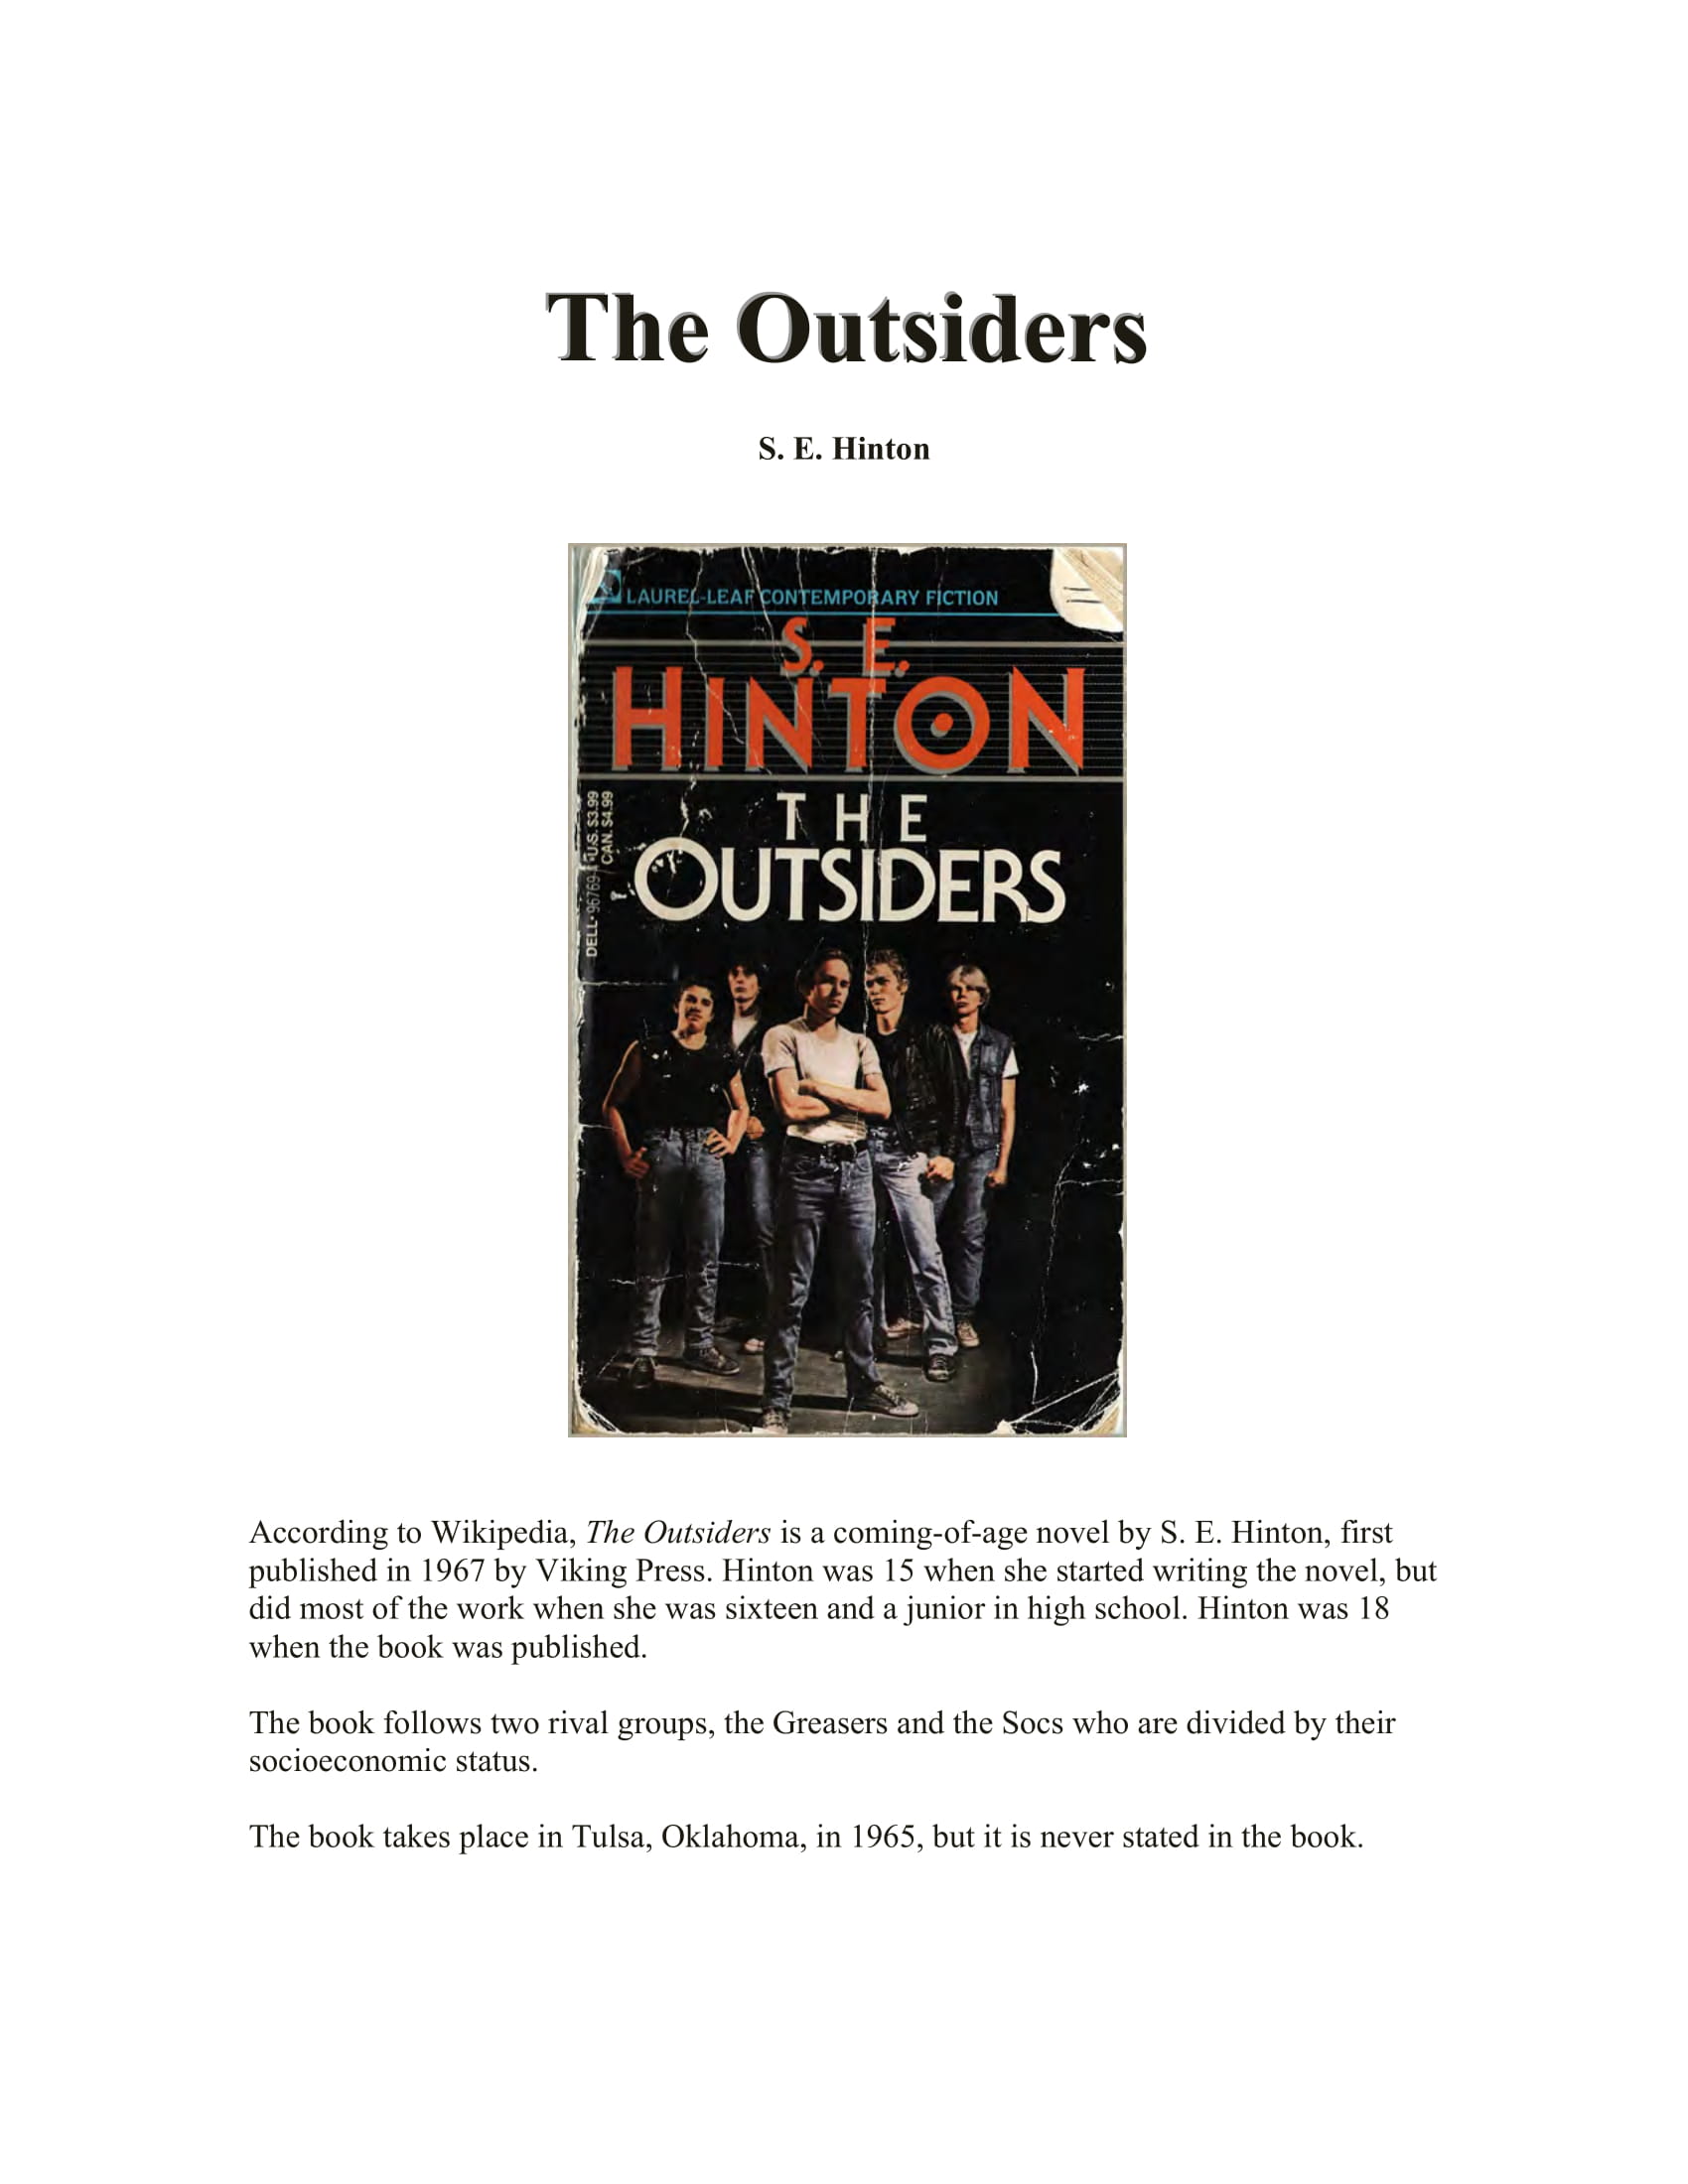 The Outsiders
S. E. Hinton
LAUREL-LEAF CONTEMPORARY FICTION
S. E.
HINTON
THE
OUTSIDERS
U.S. $3.99
CAN. $4.99
According to Wikipedia, The Outsiders is a coming-of-age novel by S. E. Hinton, first
published in 1967 by Viking Press. Hinton was 15 when she started writing the novel, but
did most of the work when she was sixteen and a junior in high school. Hinton was 18
when the book was published.
The book follows two rival groups, the Greasers and the Socs who are divided by their
socioeconomic status.
The book takes place in Tulsa, Oklahoma, in 1965, but it is never stated in the book.